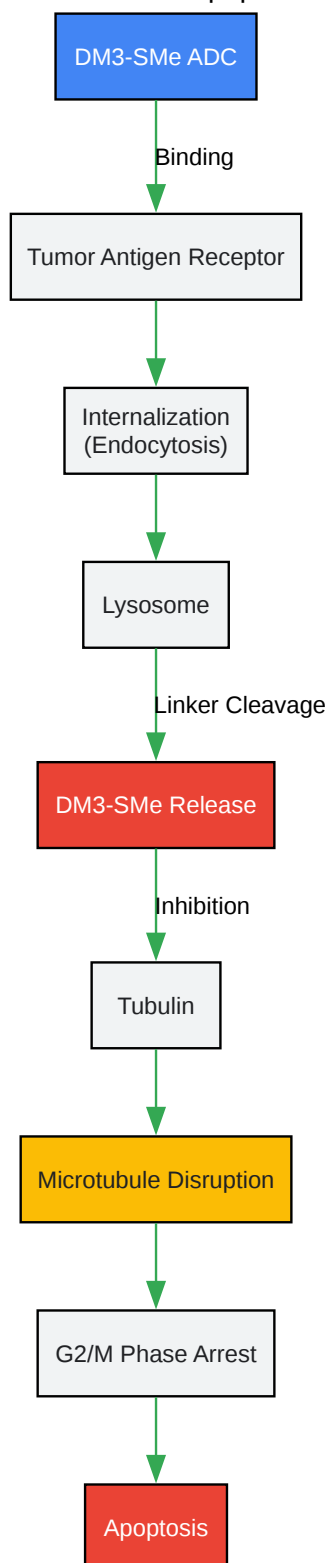 DM3-SMe ADC
Binding
Tumor Antigen Receptor
Internalization
(Endocytosis)
Lysosome
Linker Cleavage
DM3-SMe Release
Inhibition
Tubulin
Microtubule Disruption
G2/M Phase Arrest
Apoptosis